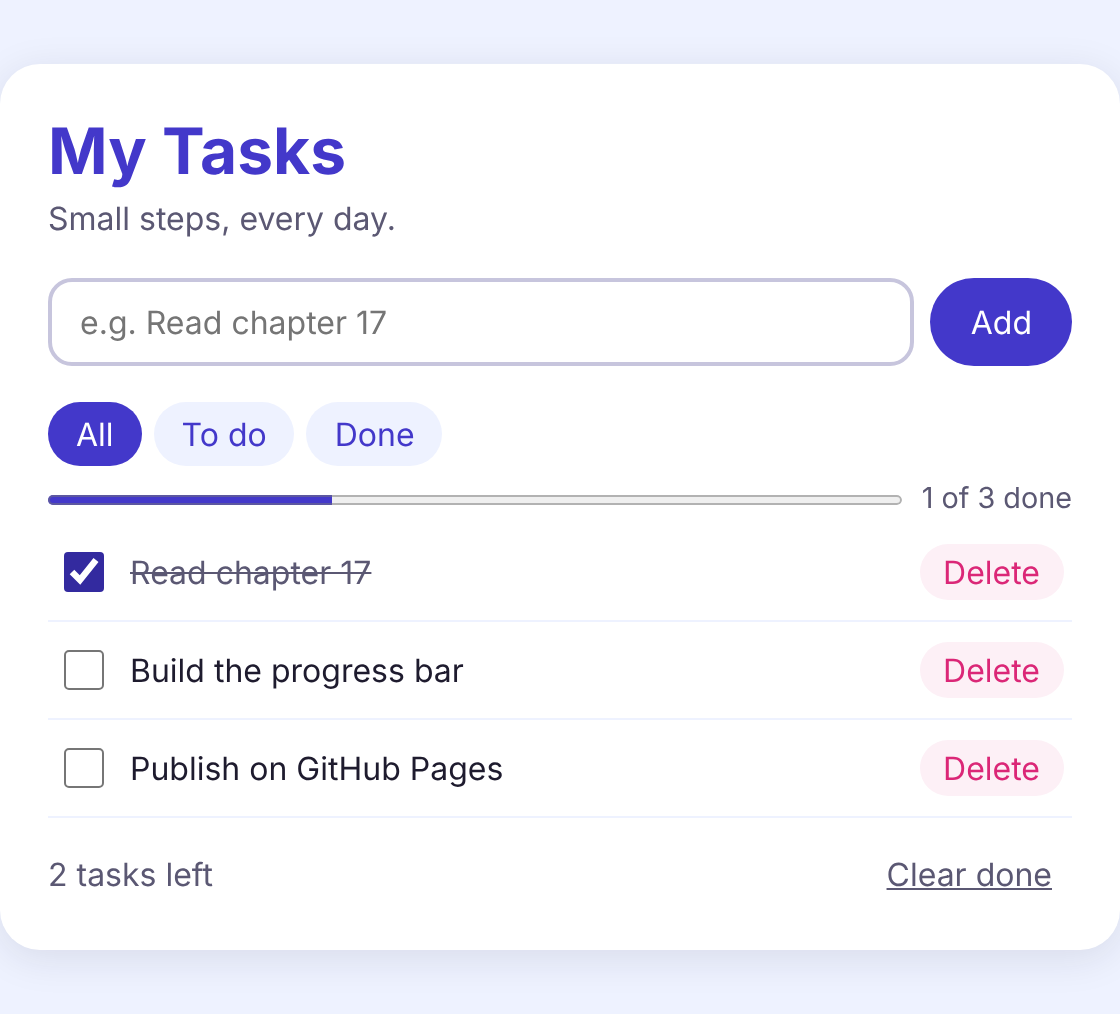 My Tasks
Small steps, every day.
e.g. Read chapter 17 Add
All To do Done
1 of 3 done
Read chapter 17 Delete
Build the progress bar Delete
Publish on GitHub Pages Delete
2 tasks left Clear done